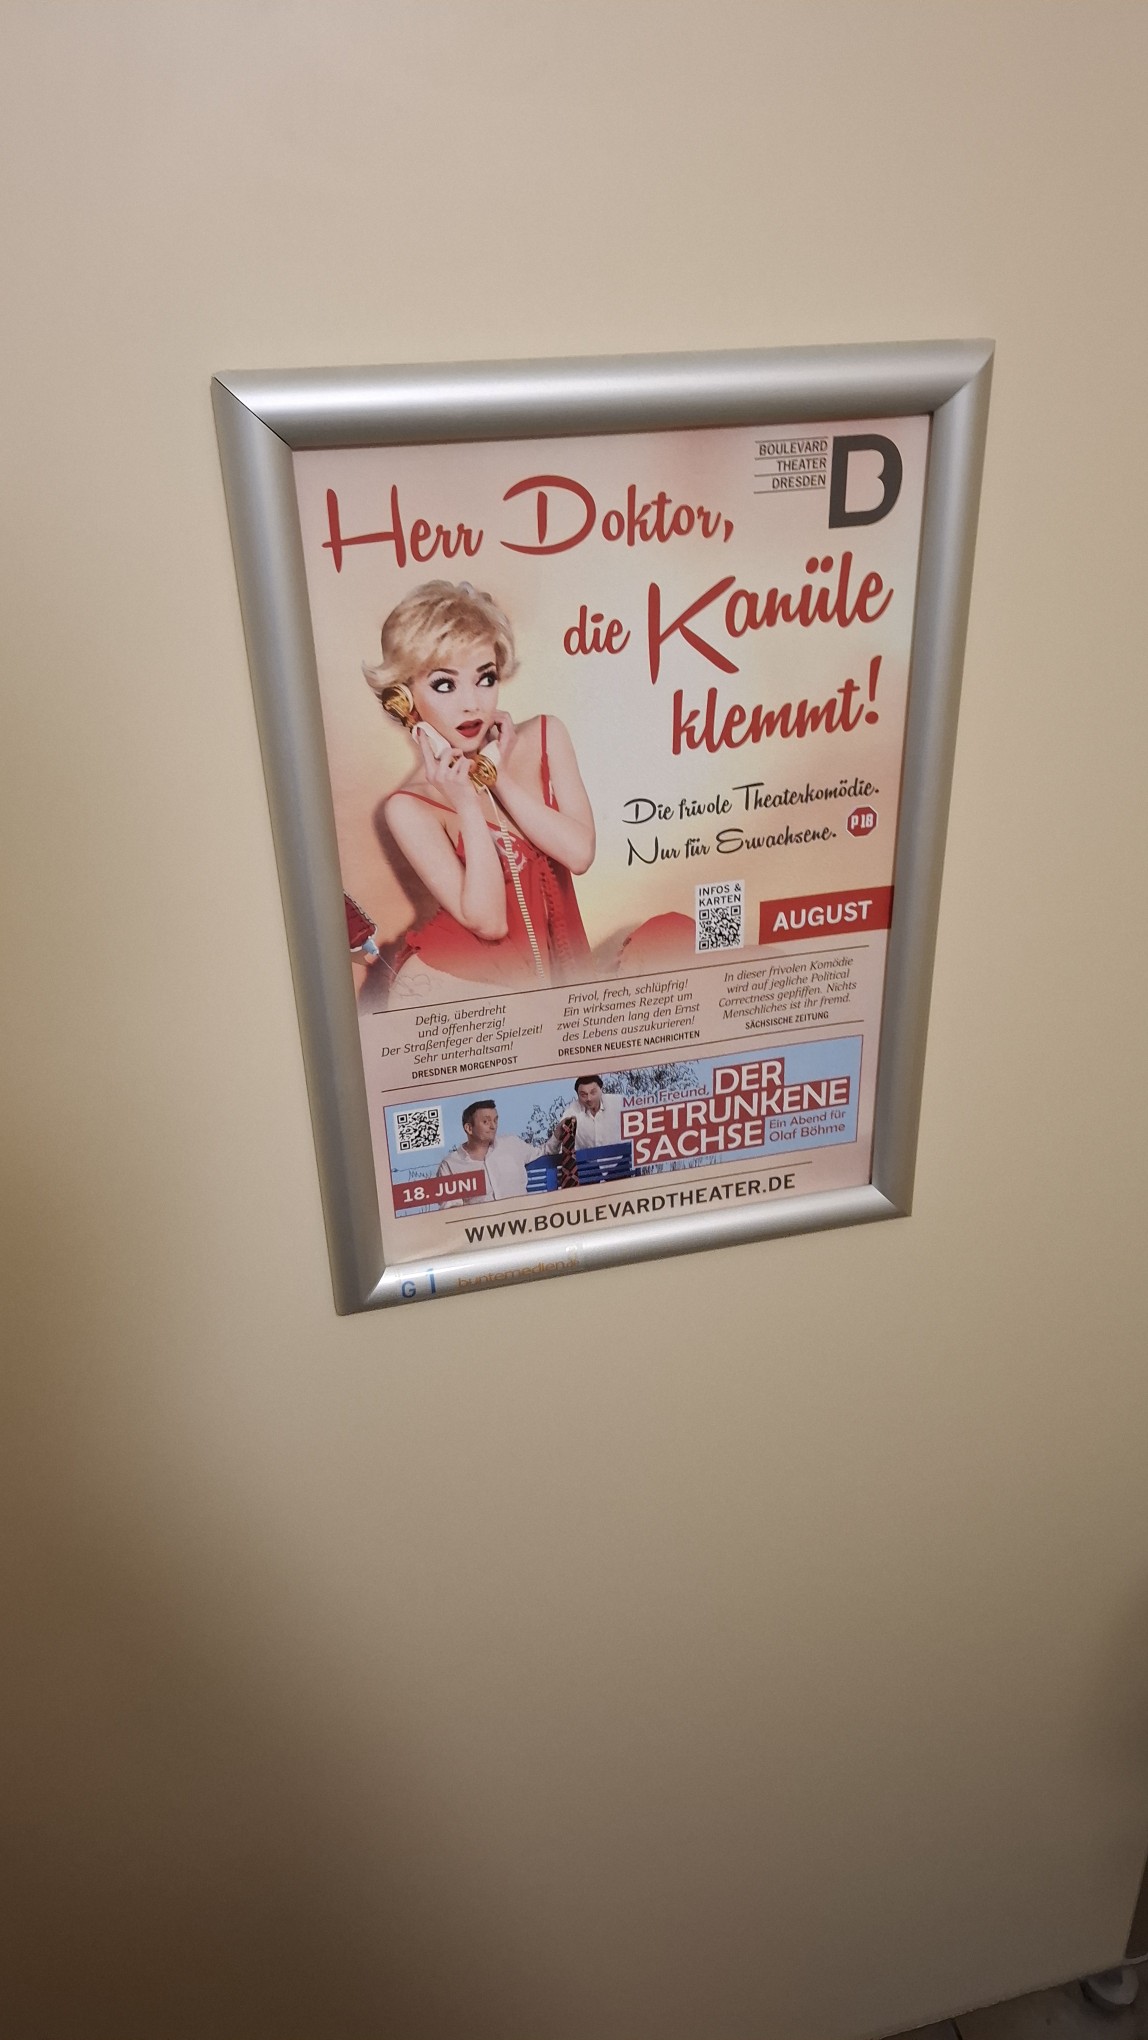 BOULEVARD
THEATER
DRESDEN
B
Herr Doktor,
die Kanüle
klemmt!
Die frivole Theaterkomödie.
Nur für Erwachsene. P18
INFOS &
KARTEN
AUGUST
Deftig, überdreht
und offenherzig!
Der Straßenfeger der Spielzeit!
Sehr unterhaltsam!
DRESDNER MORGENPOST
Frivol, frech, schlüpfrig!
Ein wirksames Rezept um
zwei Stunden lang den Ernst
des Lebens auszukurieren!
DRESDNER NEUESTE NACHRICHTEN
In dieser frivolen Komödie
wird auf jegliche Political
Correctness gepfiffen. Nichts
Menschliches ist ihr fremd.
SÄCHSISCHE ZEITUNG
Mein Freund, DER
BETRUNKENE
SACHSE
Ein Abend für
Olaf Böhme
18. JUNI
WWW.BOULEVARDTHEATER.DE
G 1 buntemedien